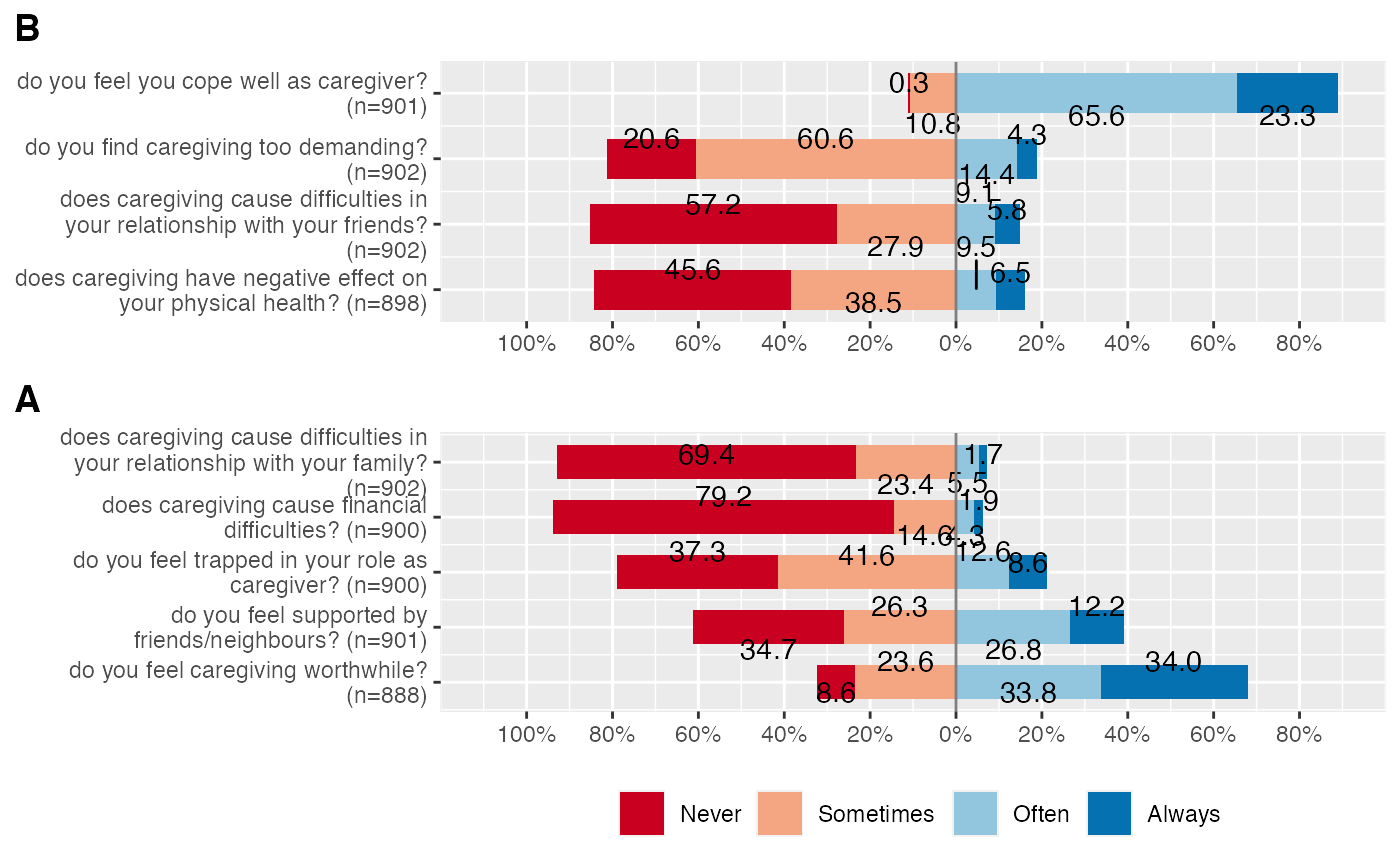 B
do you feel you cope well as caregiver?
(n=901)
0.3
10.8
65.6
23.3
do you find caregiving too demanding?
(n=902)
20.6
60.6
14.4
4.3
does caregiving cause difficulties in
your relationship with your friends?
(n=902)
57.2
27.9
9.1
5.8
does caregiving have negative effect on
your physical health? (n=898)
45.6
38.5
9.5
6.5
100% 80% 60% 40% 20% 0% 20% 40% 60% 80%
A
does caregiving cause difficulties in
your relationship with your family?
(n=902)
69.4
23.4
5.5
1.7
does caregiving cause financial
difficulties? (n=900)
79.2
14.6
4.3
1.9
do you feel trapped in your role as
caregiver? (n=900)
37.3
41.6
12.6
8.6
do you feel supported by
friends/neighbours? (n=901)
34.7
26.3
26.8
12.2
do you feel caregiving worthwhile?
(n=888)
8.6
23.6
33.8
34.0
100% 80% 60% 40% 20% 0% 20% 40% 60% 80%
Never Sometimes Often Always